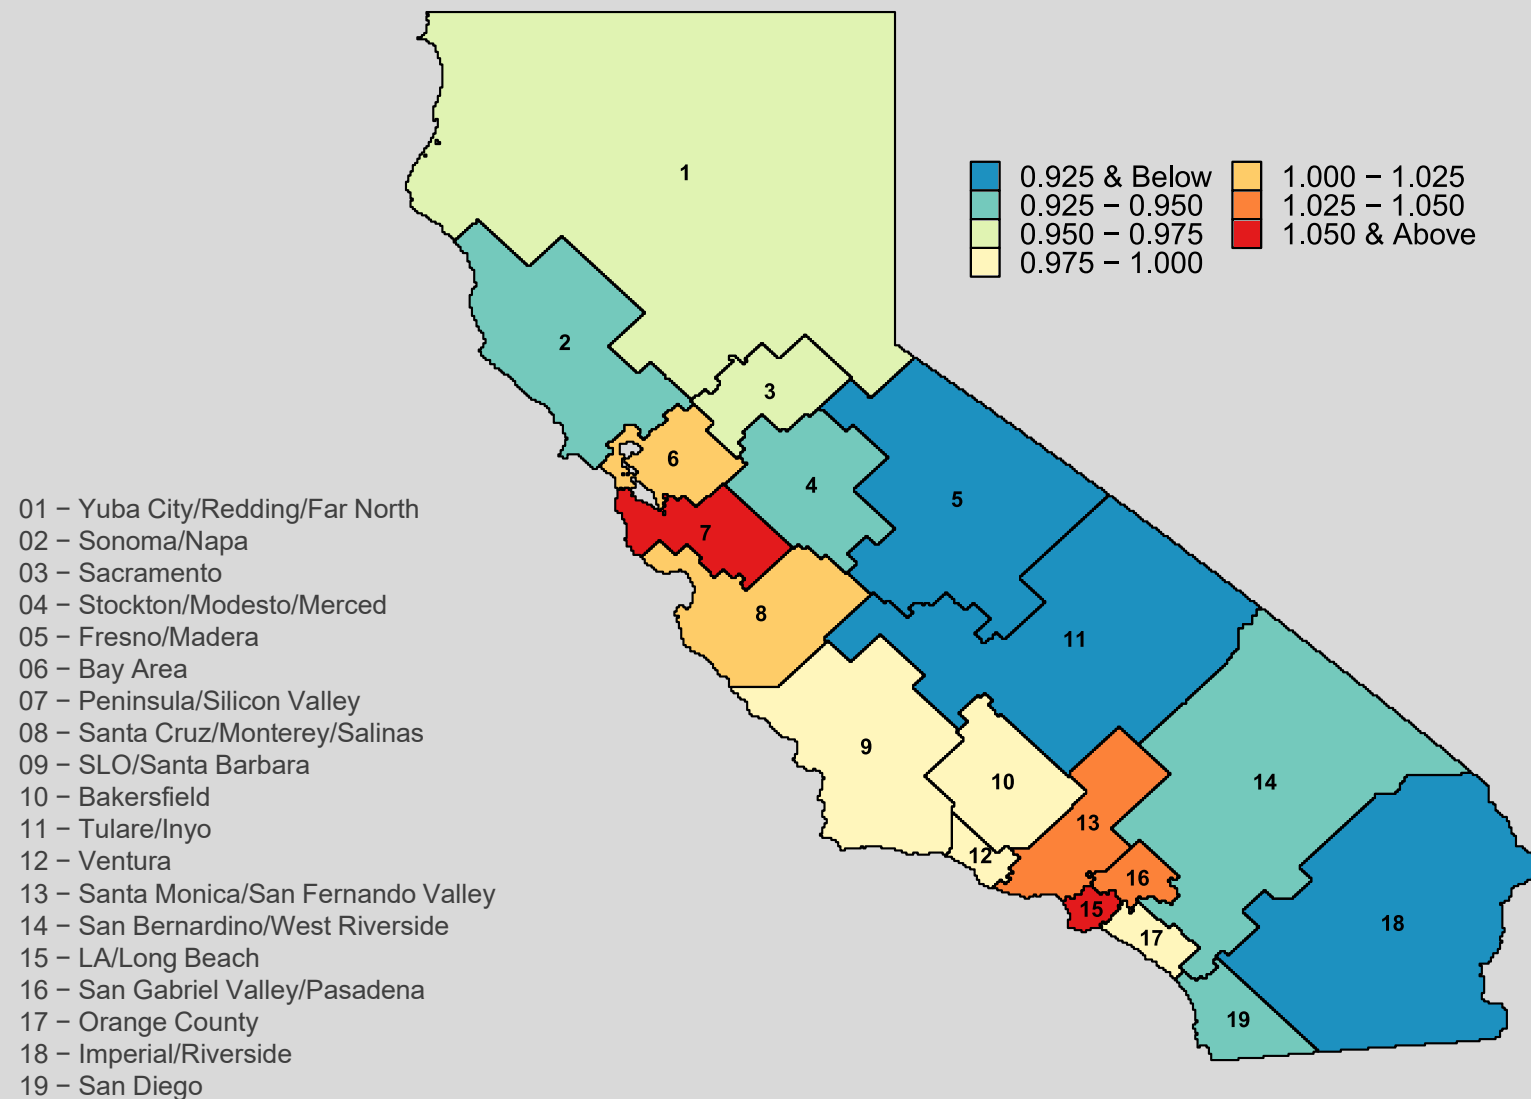 1
0.925 & Below
1.000 − 1.025
0.925 − 0.950
1.025 − 1.050
0.950 − 0.975
1.050 & Above
0.975 − 1.000
2
3
6
4
5
7
8
11
9
10
14
13
12
16
15
17
18
19
01 − Yuba City/Redding/Far North
02 − Sonoma/Napa
03 − Sacramento
04 − Stockton/Modesto/Merced
05 − Fresno/Madera
06 − Bay Area
07 − Peninsula/Silicon Valley
08 − Santa Cruz/Monterey/Salinas
09 − SLO/Santa Barbara
10 − Bakersfield
11 − Tulare/Inyo
12 − Ventura
13 − Santa Monica/San Fernando Valley
14 − San Bernardino/West Riverside
15 − LA/Long Beach
16 − San Gabriel Valley/Pasadena
17 − Orange County
18 − Imperial/Riverside
19 − San Diego